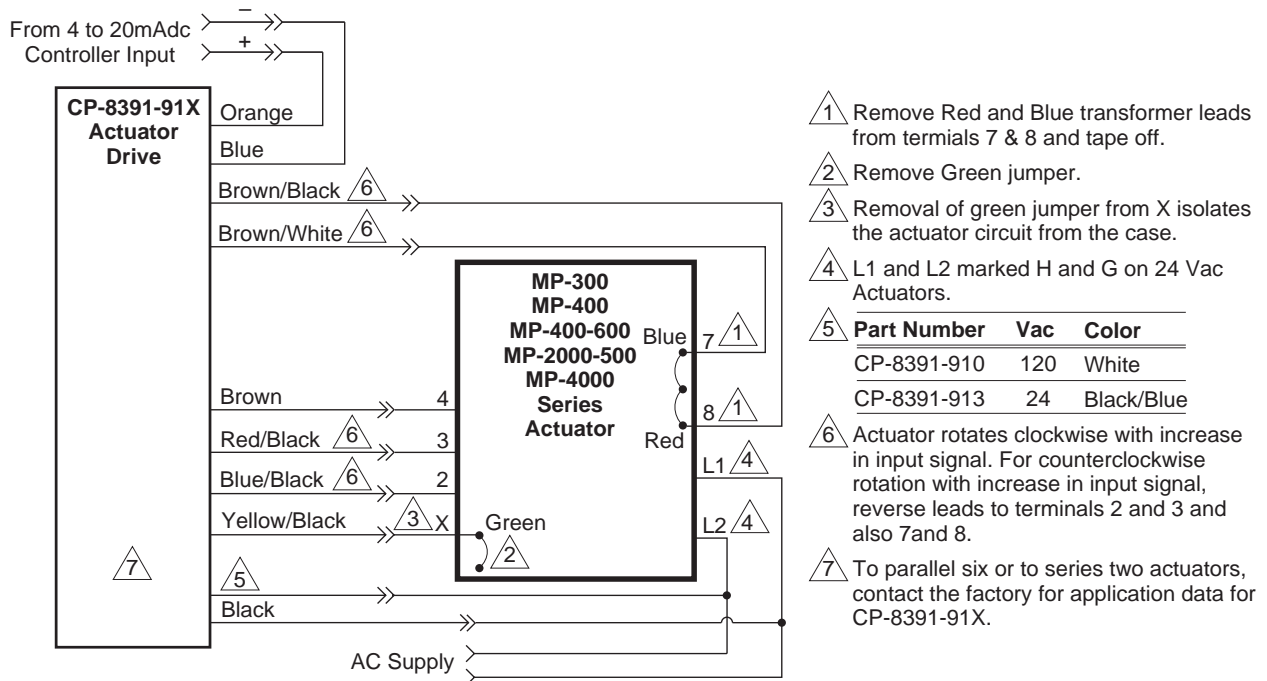 From 4 to 20mAdc
Controller Input
–
+
CP-8391-91X
Actuator
Drive
Orange
Blue
Brown/Black 6
Brown/White 6
Brown
Red/Black 6
Blue/Black 6
Yellow/Black
7
5
Black
AC Supply
4
3
2
3 X
MP-300
MP-400
MP-400-600
MP-2000-500
MP-4000
Series
Actuator
Blue
7 1
8 1
Red
L1 4
L2 4
Green
2
1 Remove Red and Blue transformer leads
from termials 7 & 8 and tape off.
2 Remove Green jumper.
3 Removal of green jumper from X isolates
the actuator circuit from the case.
4 L1 and L2 marked H and G on 24 Vac
Actuators.
5 Part Number Vac Color
CP-8391-910 120 White
CP-8391-913 24 Black/Blue
6 Actuator rotates clockwise with increase
in input signal. For counterclockwise
rotation with increase in input signal,
reverse leads to terminals 2 and 3 and
also 7and 8.
7 To parallel six or to series two actuators,
contact the factory for application data for
CP-8391-91X.